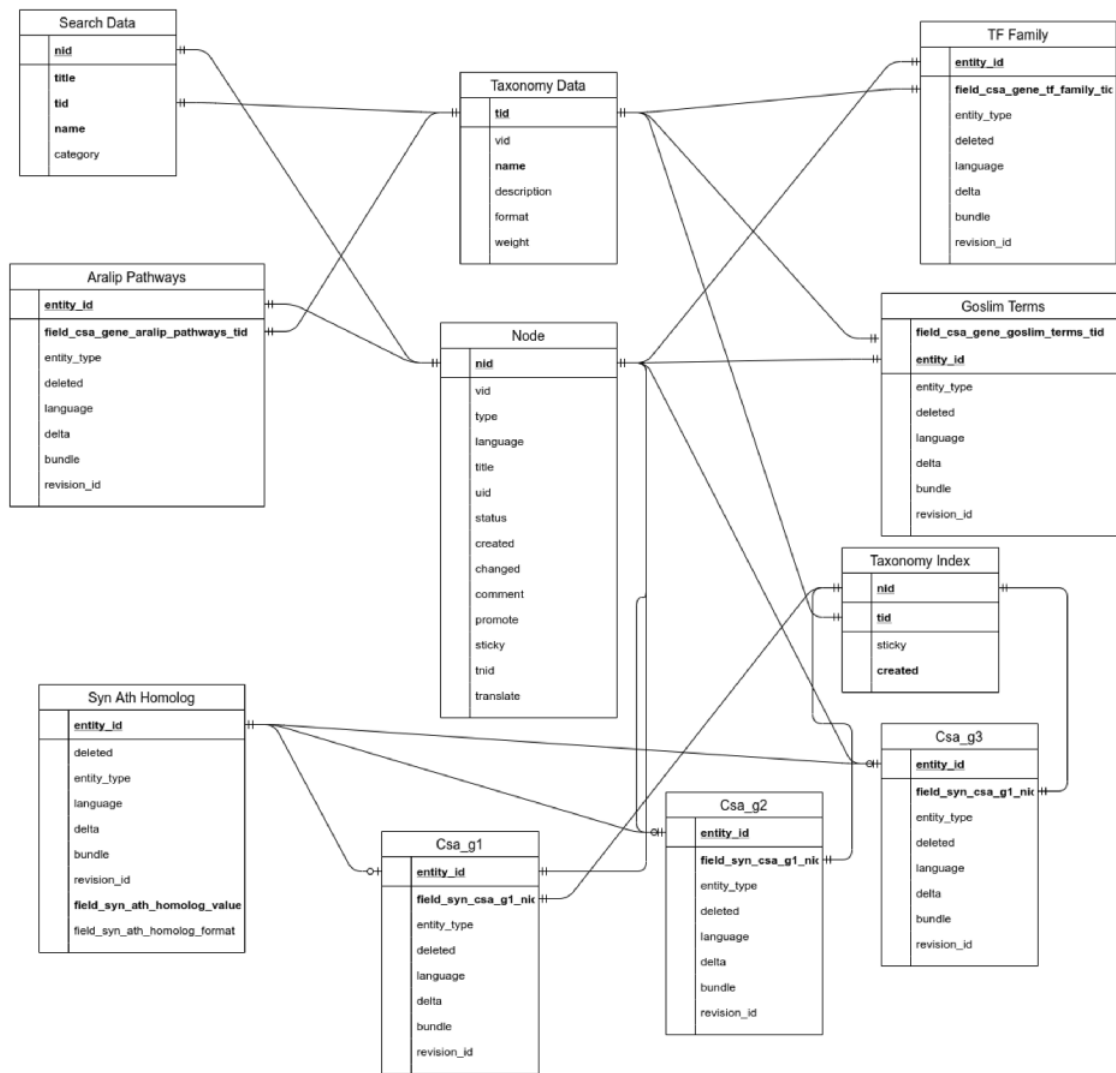 Search Data
nid
title
tid
name
category
Taxonomy Data
tid
vid
name
description
format
weight
TF Family
entity_id
field_csa_gene_tf_family_tid
entity_type
deleted
language
delta
bundle
revision_id
Aralip Pathways
entity_id
field_csa_gene_aralip_pathways_tid
entity_type
deleted
language
delta
bundle
revision_id
Node
nid
vid
type
language
title
uid
status
created
changed
comment
promote
sticky
tnid
translate
Goslim Terms
field_csa_gene_goslim_terms_tid
entity_id
entity_type
deleted
language
delta
bundle
revision_id
Taxonomy Index
nid
tid
sticky
created
Syn Ath Homolog
entity_id
deleted
entity_type
language
delta
bundle
revision_id
field_syn_ath_homolog_value
field_syn_ath_homolog_format
Csa_g1
entity_id
field_syn_csa_g1_nid
entity_type
deleted
language
delta
bundle
revision_id
Csa_g2
entity_id
field_syn_csa_g1_nid
entity_type
deleted
language
delta
bundle
revision_id
Csa_g3
entity_id
field_syn_csa_g1_nid
entity_type
deleted
language
delta
bundle
revision_id